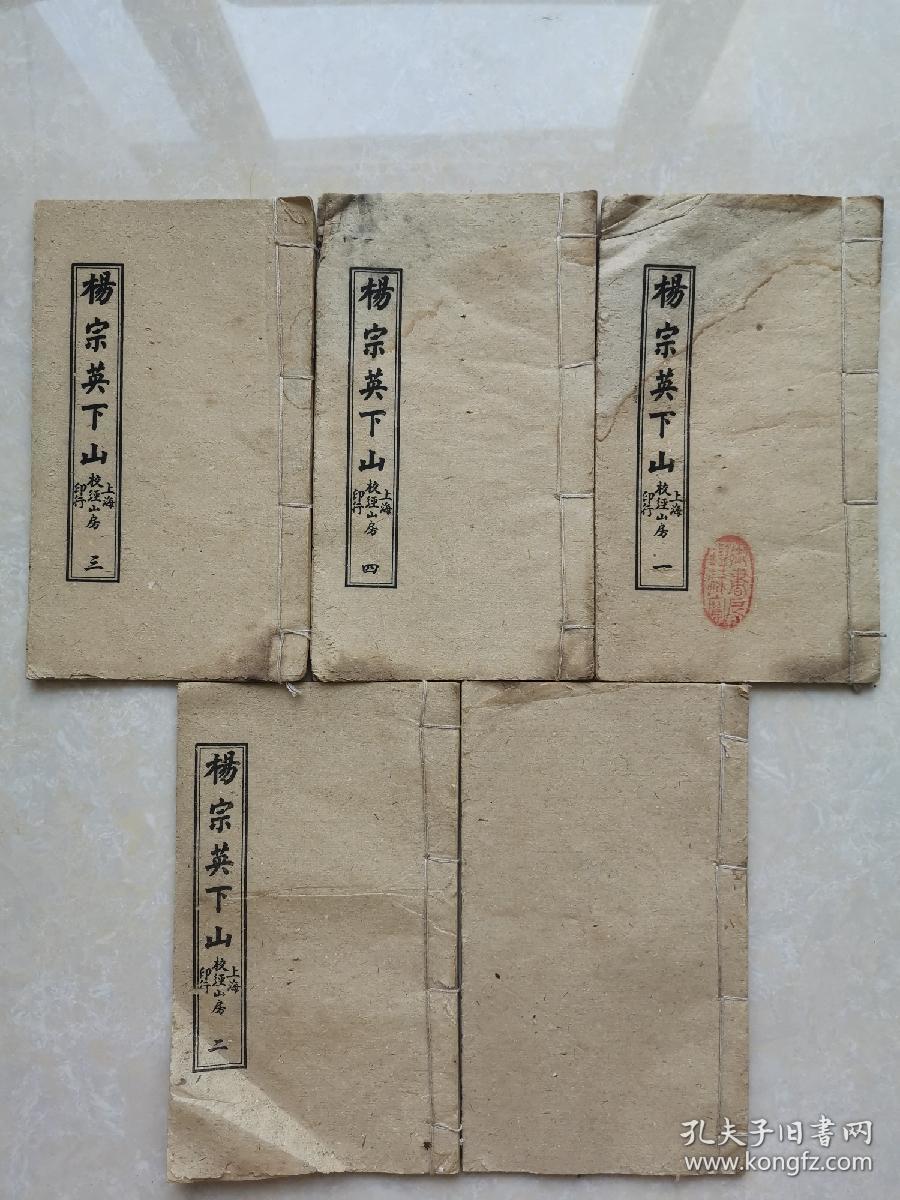 楊宗英下山
上海
校經山房
印行
三
楊宗英下山
上海
校經山房
印行
四
楊宗英下山
上海
校經山房
印行
一
楊宗英下山
上海
校經山房
印行
二
孔夫子旧书网
www.kongfz.com